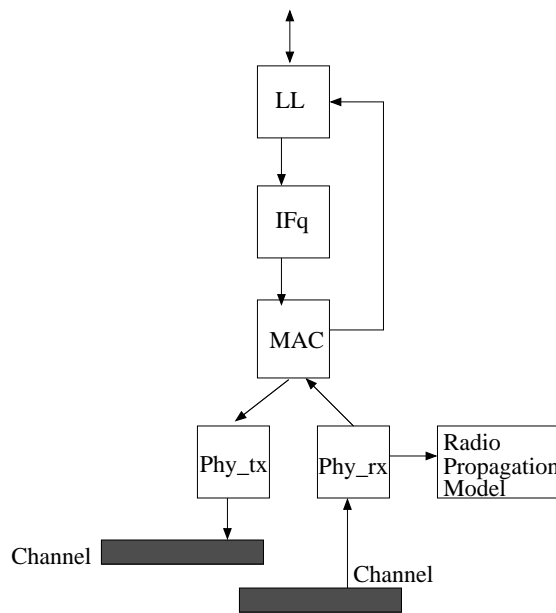 LL
IFq
MAC
Phy_tx
Phy_rx
Radio
Propagation
Model
Channel
Channel